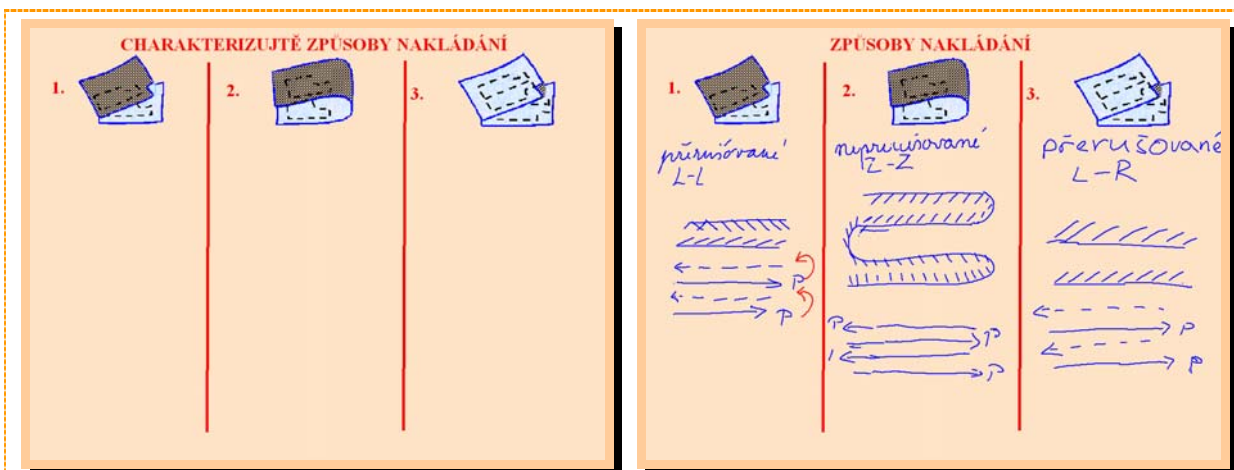 CHARAKTERIZUJTĚ ZPŮSOBY NAKLÁDÁNÍ
1.
2.
3.
ZPŮSOBY NAKLÁDÁNÍ
1.
2.
3.
přerušované
L-L
nepřerušované
Z-Z
přerušované
L-R
P
P
P
P
P
P
P